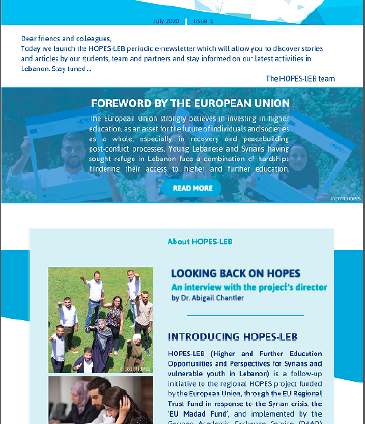 July 2020 | Issue 1
Dear friends and colleagues,
Today we launch the HOPES-LEB periodic e-newsletter which will allow you to discover stories
and articles by our students, team and partners and stay informed on our latest activities in
Lebanon. Stay tuned...
The HOPES-LEB team
FOREWORD BY THE EUROPEAN UNION
The European Union strongly believes in investing in higher
education, as an asset for the future of individuals and societies
as a whole, especially in recovery and peacebuilding
post-conflict processes. Young Lebanese and Syrians having
sought refuge in Lebanon face a combination of hardships
hindering their access to higher and further education.
READ MORE
About HOPES-LEB
LOOKING BACK ON HOPES
An interview with the project's director
by Dr. Abigail Chantler
INTRODUCING HOPES-LEB
HOPES-LEB (Higher and Further Education
Opportunities and Perspectives for Syrians and
vulnerable youth in Lebanon) is a follow-up
initiative to the regional HOPES project funded
by the European Union, through the EU Regional
Trust Fund in response to the Syrian crisis, the
'EU Madad Fund', and implemented by the
German Academic Exchange Service (DAAD)